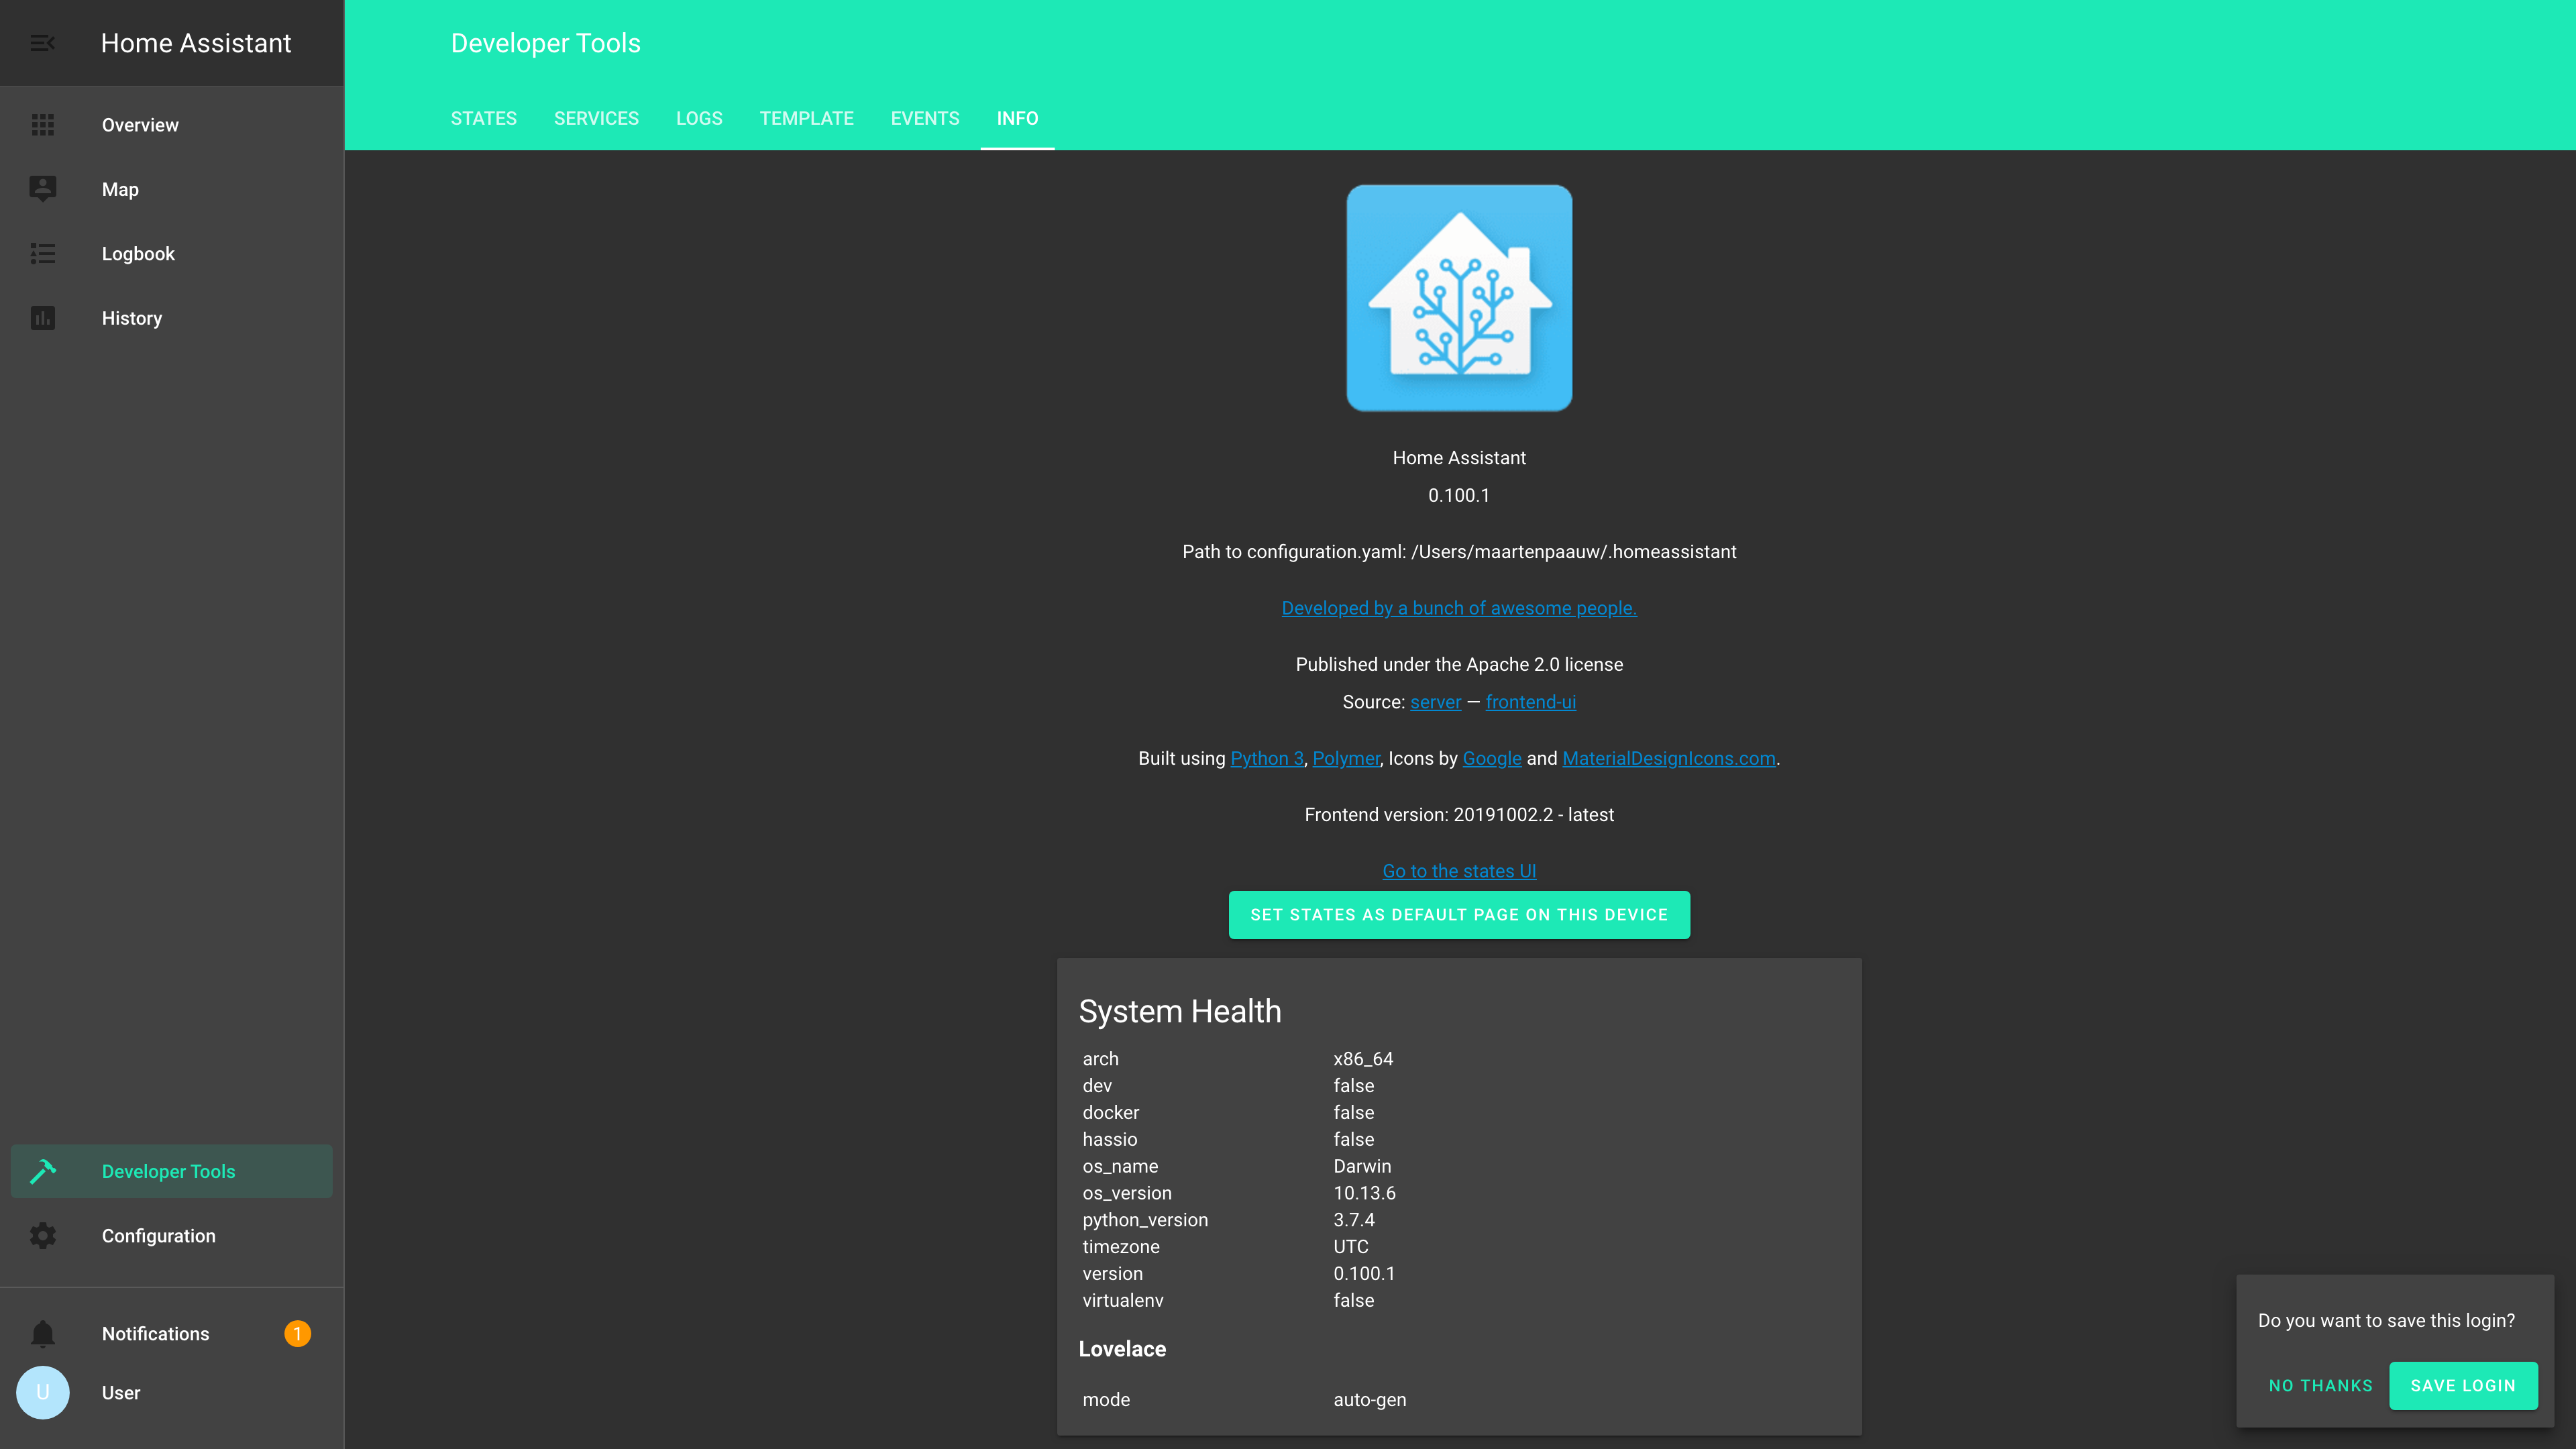 Home Assistant
Overview
Map
Logbook
History
Developer Tools
Configuration
Notifications 1
U User
Developer Tools
STATES SERVICES LOGS TEMPLATE EVENTS INFO
Home Assistant
0.100.1
Path to configuration.yaml: /Users/maartenpaauw/.homeassistant
Developed by a bunch of awesome people.
Published under the Apache 2.0 license
Source: server — frontend-ui
Built using Python 3, Polymer, Icons by Google and MaterialDesignIcons.com.
Frontend version: 20191002.2 - latest
Go to the states UI
SET STATES AS DEFAULT PAGE ON THIS DEVICE
System Health
arch x86_64
dev false
docker false
hassio false
os_name Darwin
os_version 10.13.6
python_version 3.7.4
timezone UTC
version 0.100.1
virtualenv false
Lovelace
mode auto-gen
Do you want to save this login?
NO THANKS SAVE LOGIN